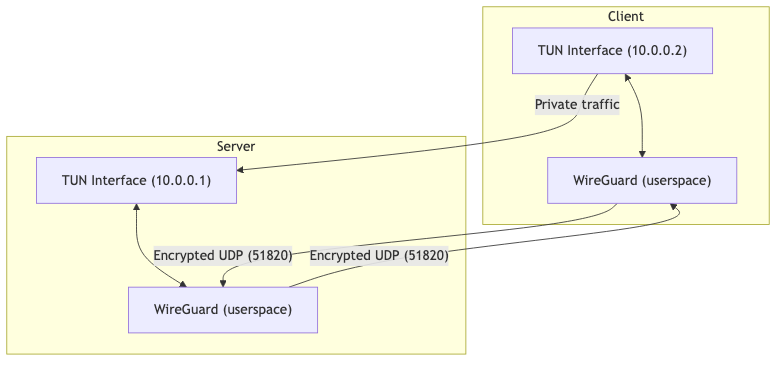 Client
TUN Interface (10.0.0.2)
Private traffic
Server
TUN Interface (10.0.0.1)
WireGuard (userspace)
Encrypted UDP (51820)
Encrypted UDP (51820)
WireGuard (userspace)